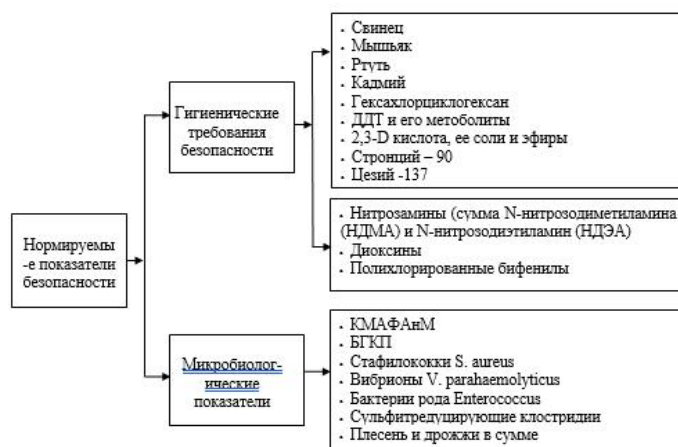 Нормируемы
-е показатели
безопасности
Гигиенические
требования
безопасности
Микробиолог-
ические
показатели
• Свинец
• Мышьяк
• Ртуть
• Кадмий
• Гексахлорциклогексан
• ДДТ и его метоболиты
• 2,3-D кислота, ее соли и эфиры
• Стронций – 90
• Цезий -137
• Нитрозамины (сумма N-нитрозодиметиламина
(НДМА) и N-нитрозодиэтиламин (НДЭА)
• Диоксины
• Полихлорированные бифенилы
• КМАФАнМ
• БГКП
• Стафилококки S. aureus
• Вибрионы V. parahaemolyticus
• Бактерии рода Enterococcus
• Сульфитредуцирующие клостридии
• Плесень и дрожжи в сумме